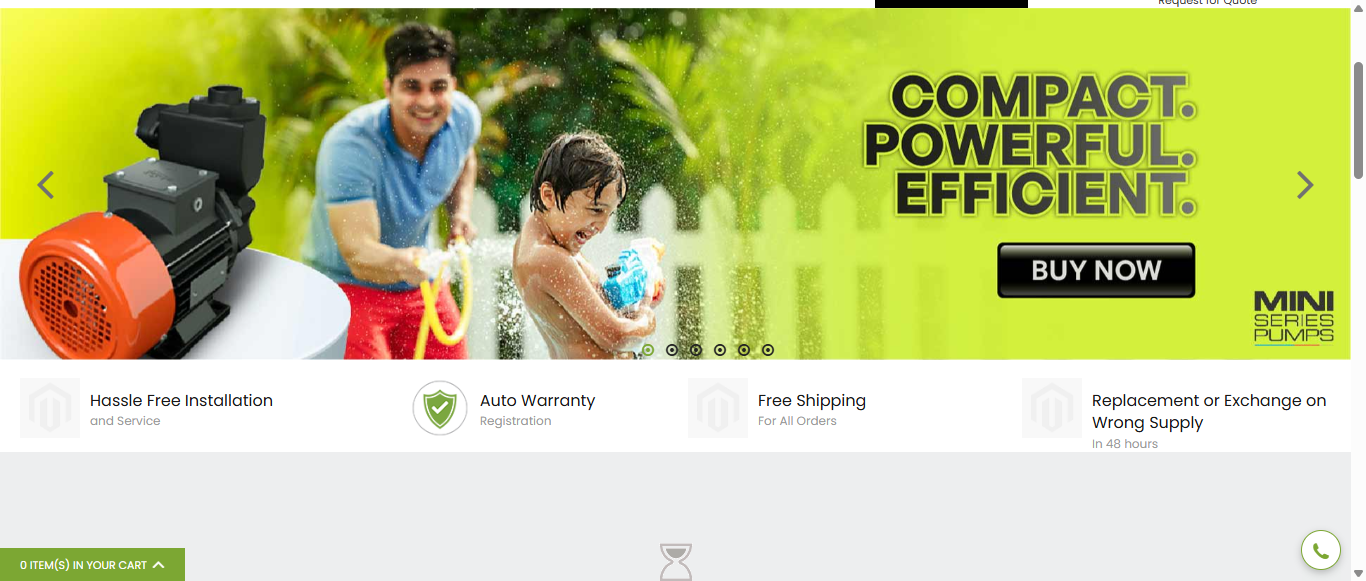 Request for Quote
COMPACT.
POWERFUL.
EFFICIENT.
BUY NOW
MINI
SERIES
PUMPS
Hassle Free Installation
and Service
Auto Warranty
Registration
Free Shipping
For All Orders
Replacement or Exchange on
Wrong Supply
In 48 hours
0 ITEM(S) IN YOUR CART